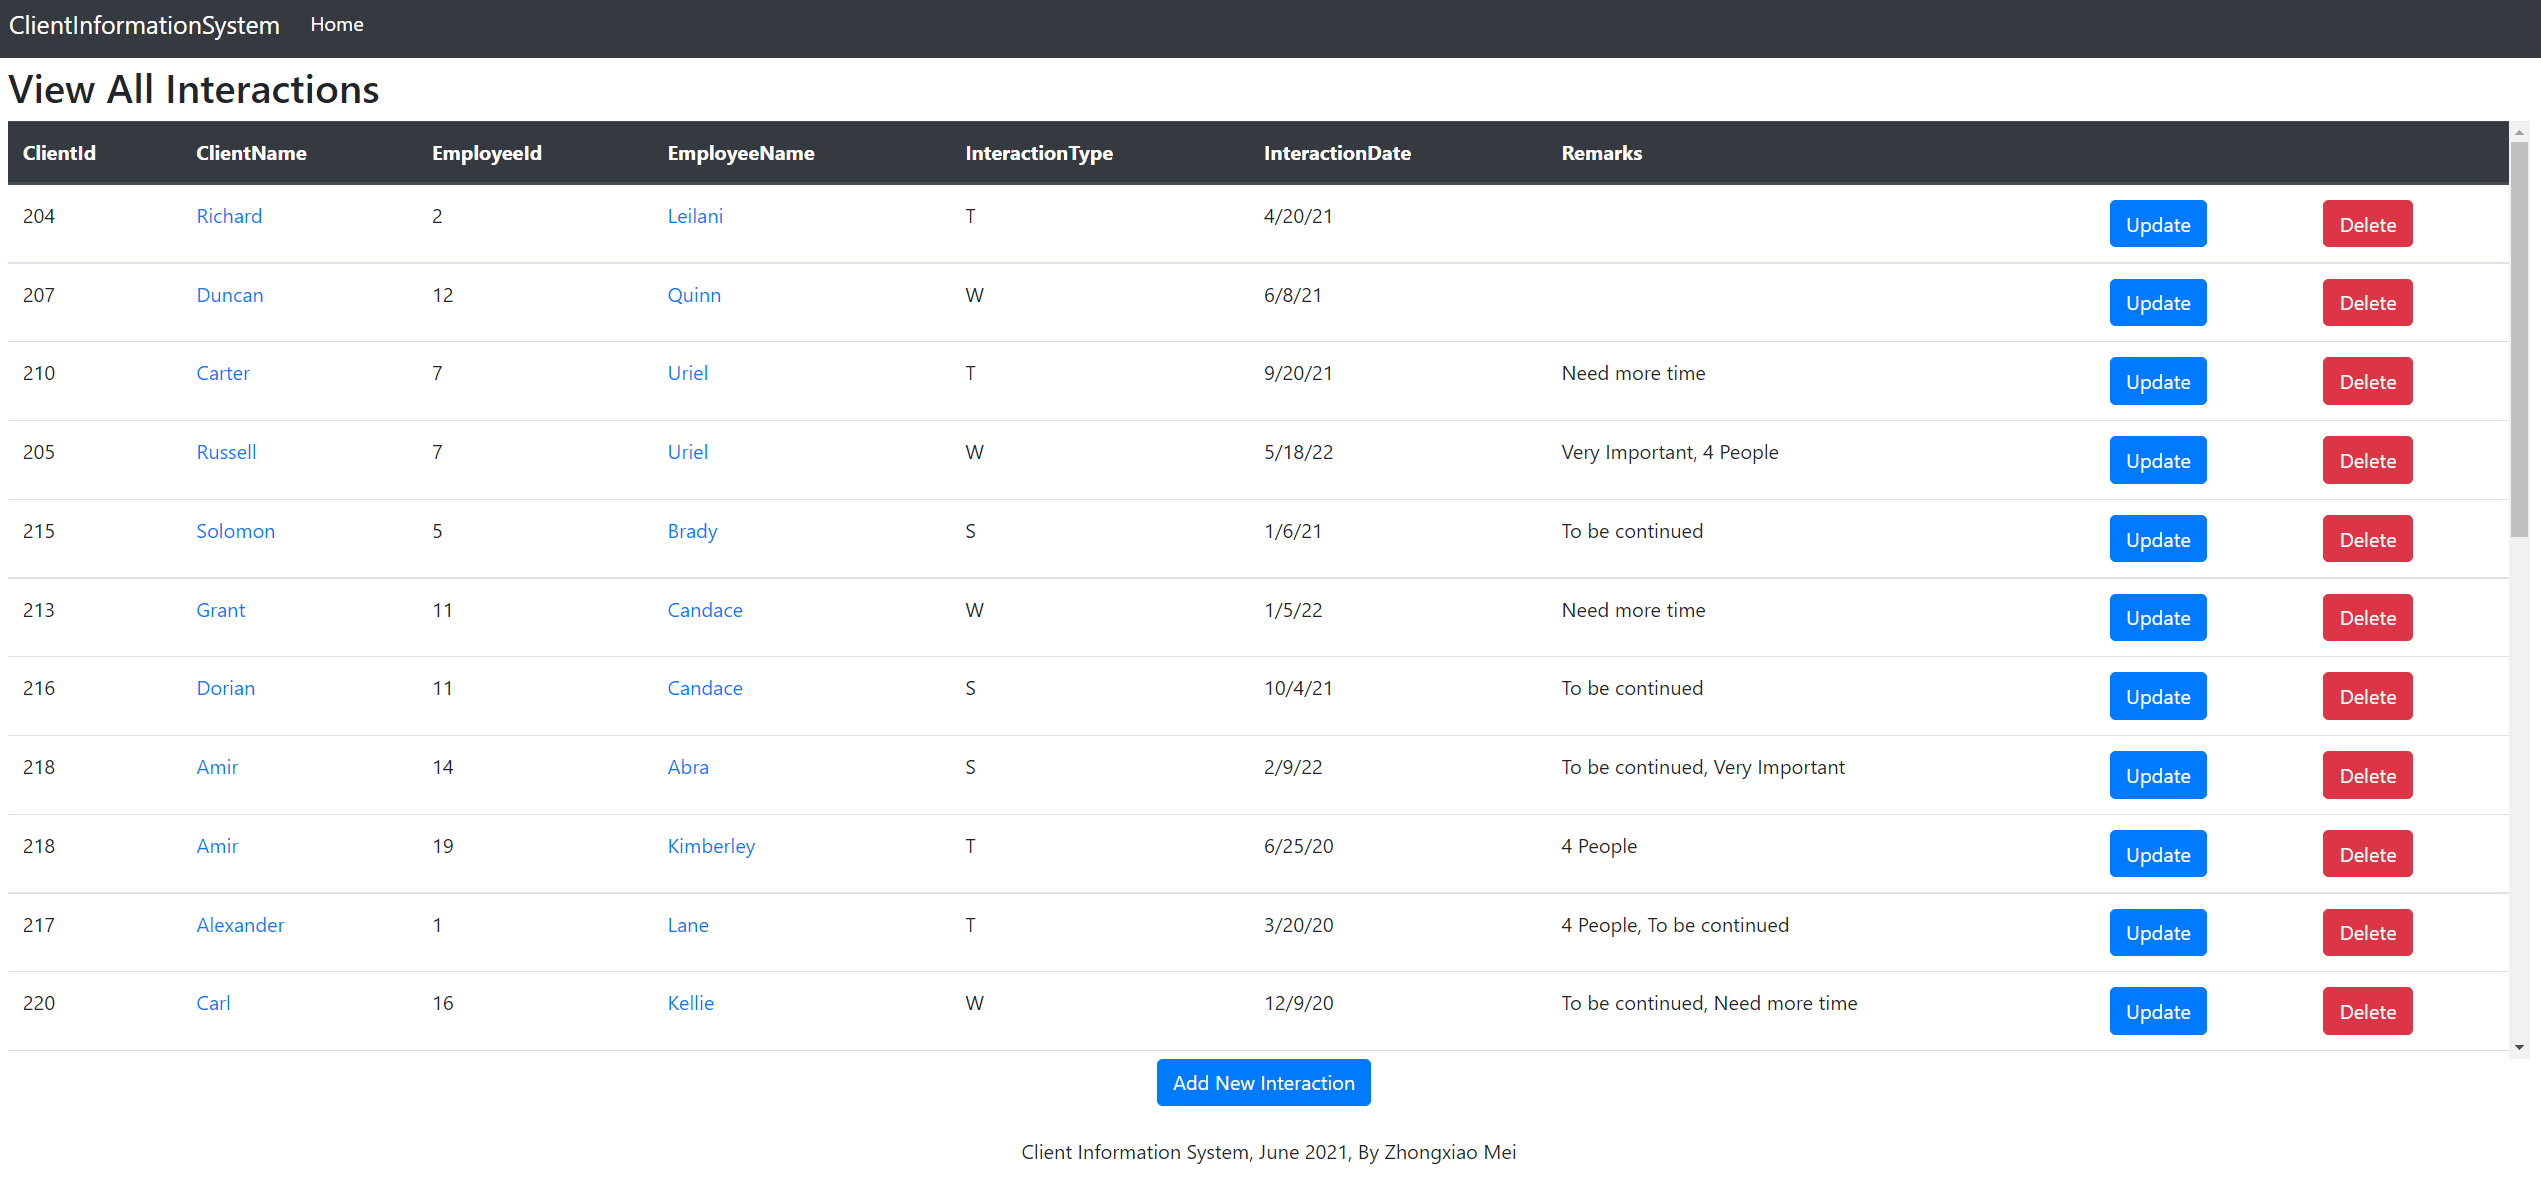 ClientInformationSystem Home
View All Interactions
ClientId ClientName EmployeeId EmployeeName InteractionType InteractionDate Remarks
204 Richard 2 Leilani T 4/20/21 Update Delete
207 Duncan 12 Quinn W 6/8/21 Update Delete
210 Carter 7 Uriel T 9/20/21 Need more time Update Delete
205 Russell 7 Uriel W 5/18/22 Very Important, 4 People Update Delete
215 Solomon 5 Brady S 1/6/21 To be continued Update Delete
213 Grant 11 Candace W 1/5/22 Need more time Update Delete
216 Dorian 11 Candace S 10/4/21 To be continued Update Delete
218 Amir 14 Abra S 2/9/22 To be continued, Very Important Update Delete
218 Amir 19 Kimberley T 6/25/20 4 People Update Delete
217 Alexander 1 Lane T 3/20/20 4 People, To be continued Update Delete
220 Carl 16 Kellie W 12/9/20 To be continued, Need more time Update Delete
Add New Interaction
Client Information System, June 2021, By Zhongxiao Mei